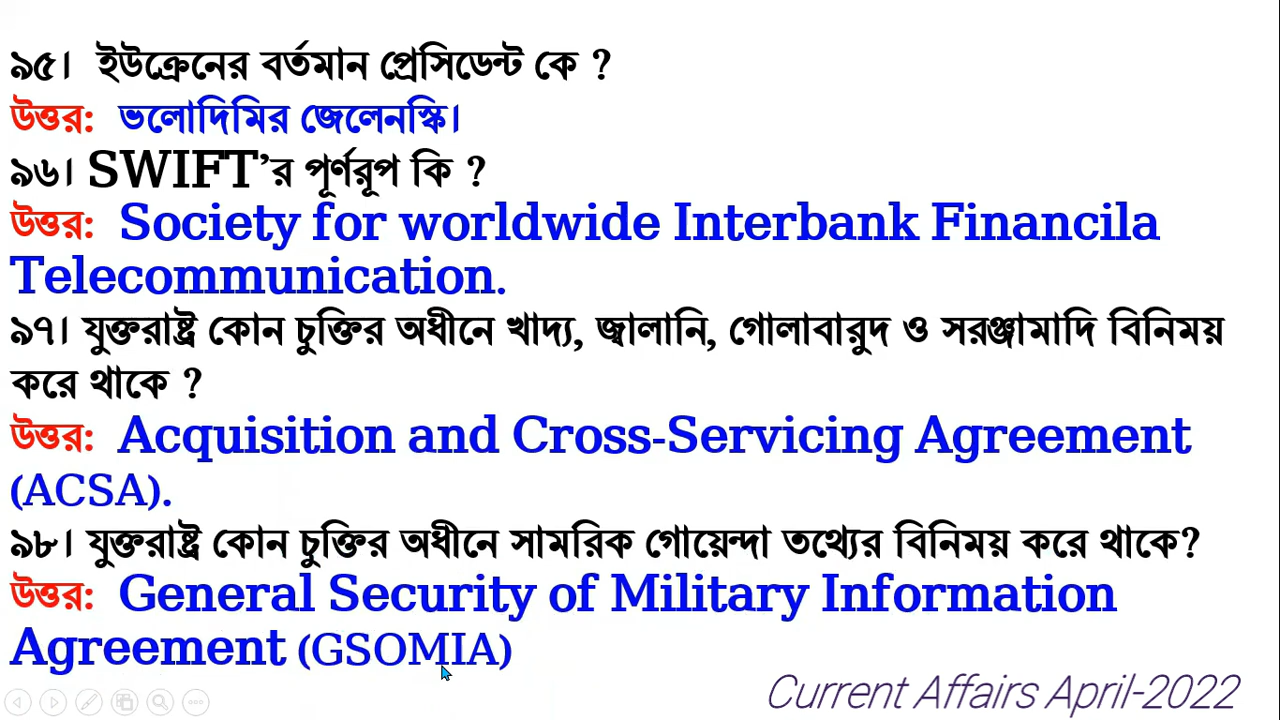 ৯৫। ইউক্রেনের বর্তমান প্রেসিডেন্ট কে ?
উত্তর: ভলোদিমির জেলেনস্কি।
৯৬। SWIFT’র পূর্ণরূপ কি ?
উত্তর: Society for worldwide Interbank Financila
Telecommunication.
৯৭। যুক্তরাষ্ট্র কোন চুক্তির অধীনে খাদ্য, জ্বালানি, গোলাবারুদ ও সরঞ্জামাদি বিনিময়
করে থাকে ?
উত্তর: Acquisition and Cross-Servicing Agreement
(ACSA).
৯৮। যুক্তরাষ্ট্র কোন চুক্তির অধীনে সামরিক গোয়েন্দা তথ্যের বিনিময় করে থাকে?
উত্তর: General Security of Military Information
Agreement (GSOMIA)
Current Affairs April-2022